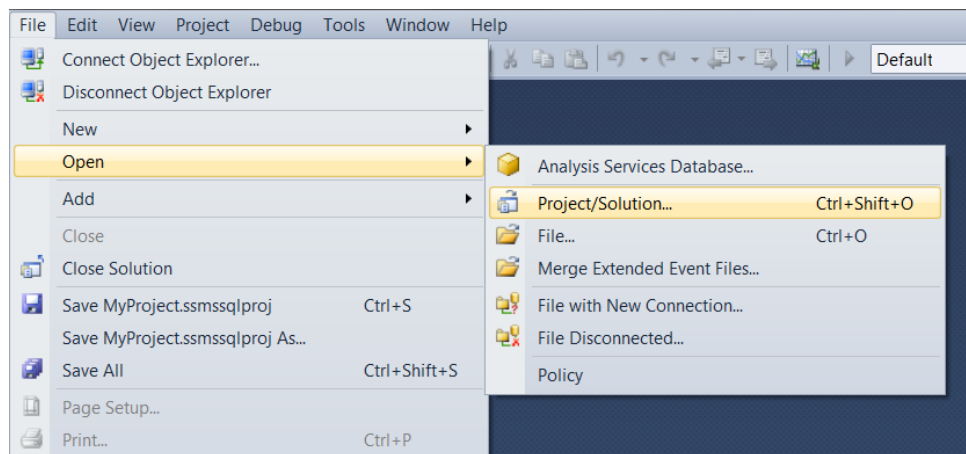 File Edit View Project Debug Tools Window Help
Connect Object Explorer...
Default
Disconnect Object Explorer
New
Open
Analysis Services Database...
Add
Project/Solution... Ctrl+Shift+O
Close
File... Ctrl+O
Close Solution
Merge Extended Event Files...
Save MyProject.ssmssqlproj Ctrl+S
File with New Connection...
Save MyProject.ssmssqlproj As...
File Disconnected...
Save All Ctrl+Shift+S
Policy
Page Setup...
Print... Ctrl+P